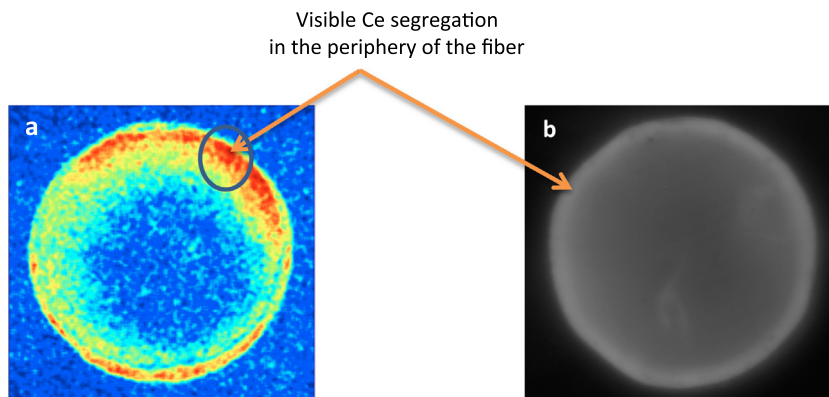 Visible Ce segregation
in the periphery of the fiber
a
b